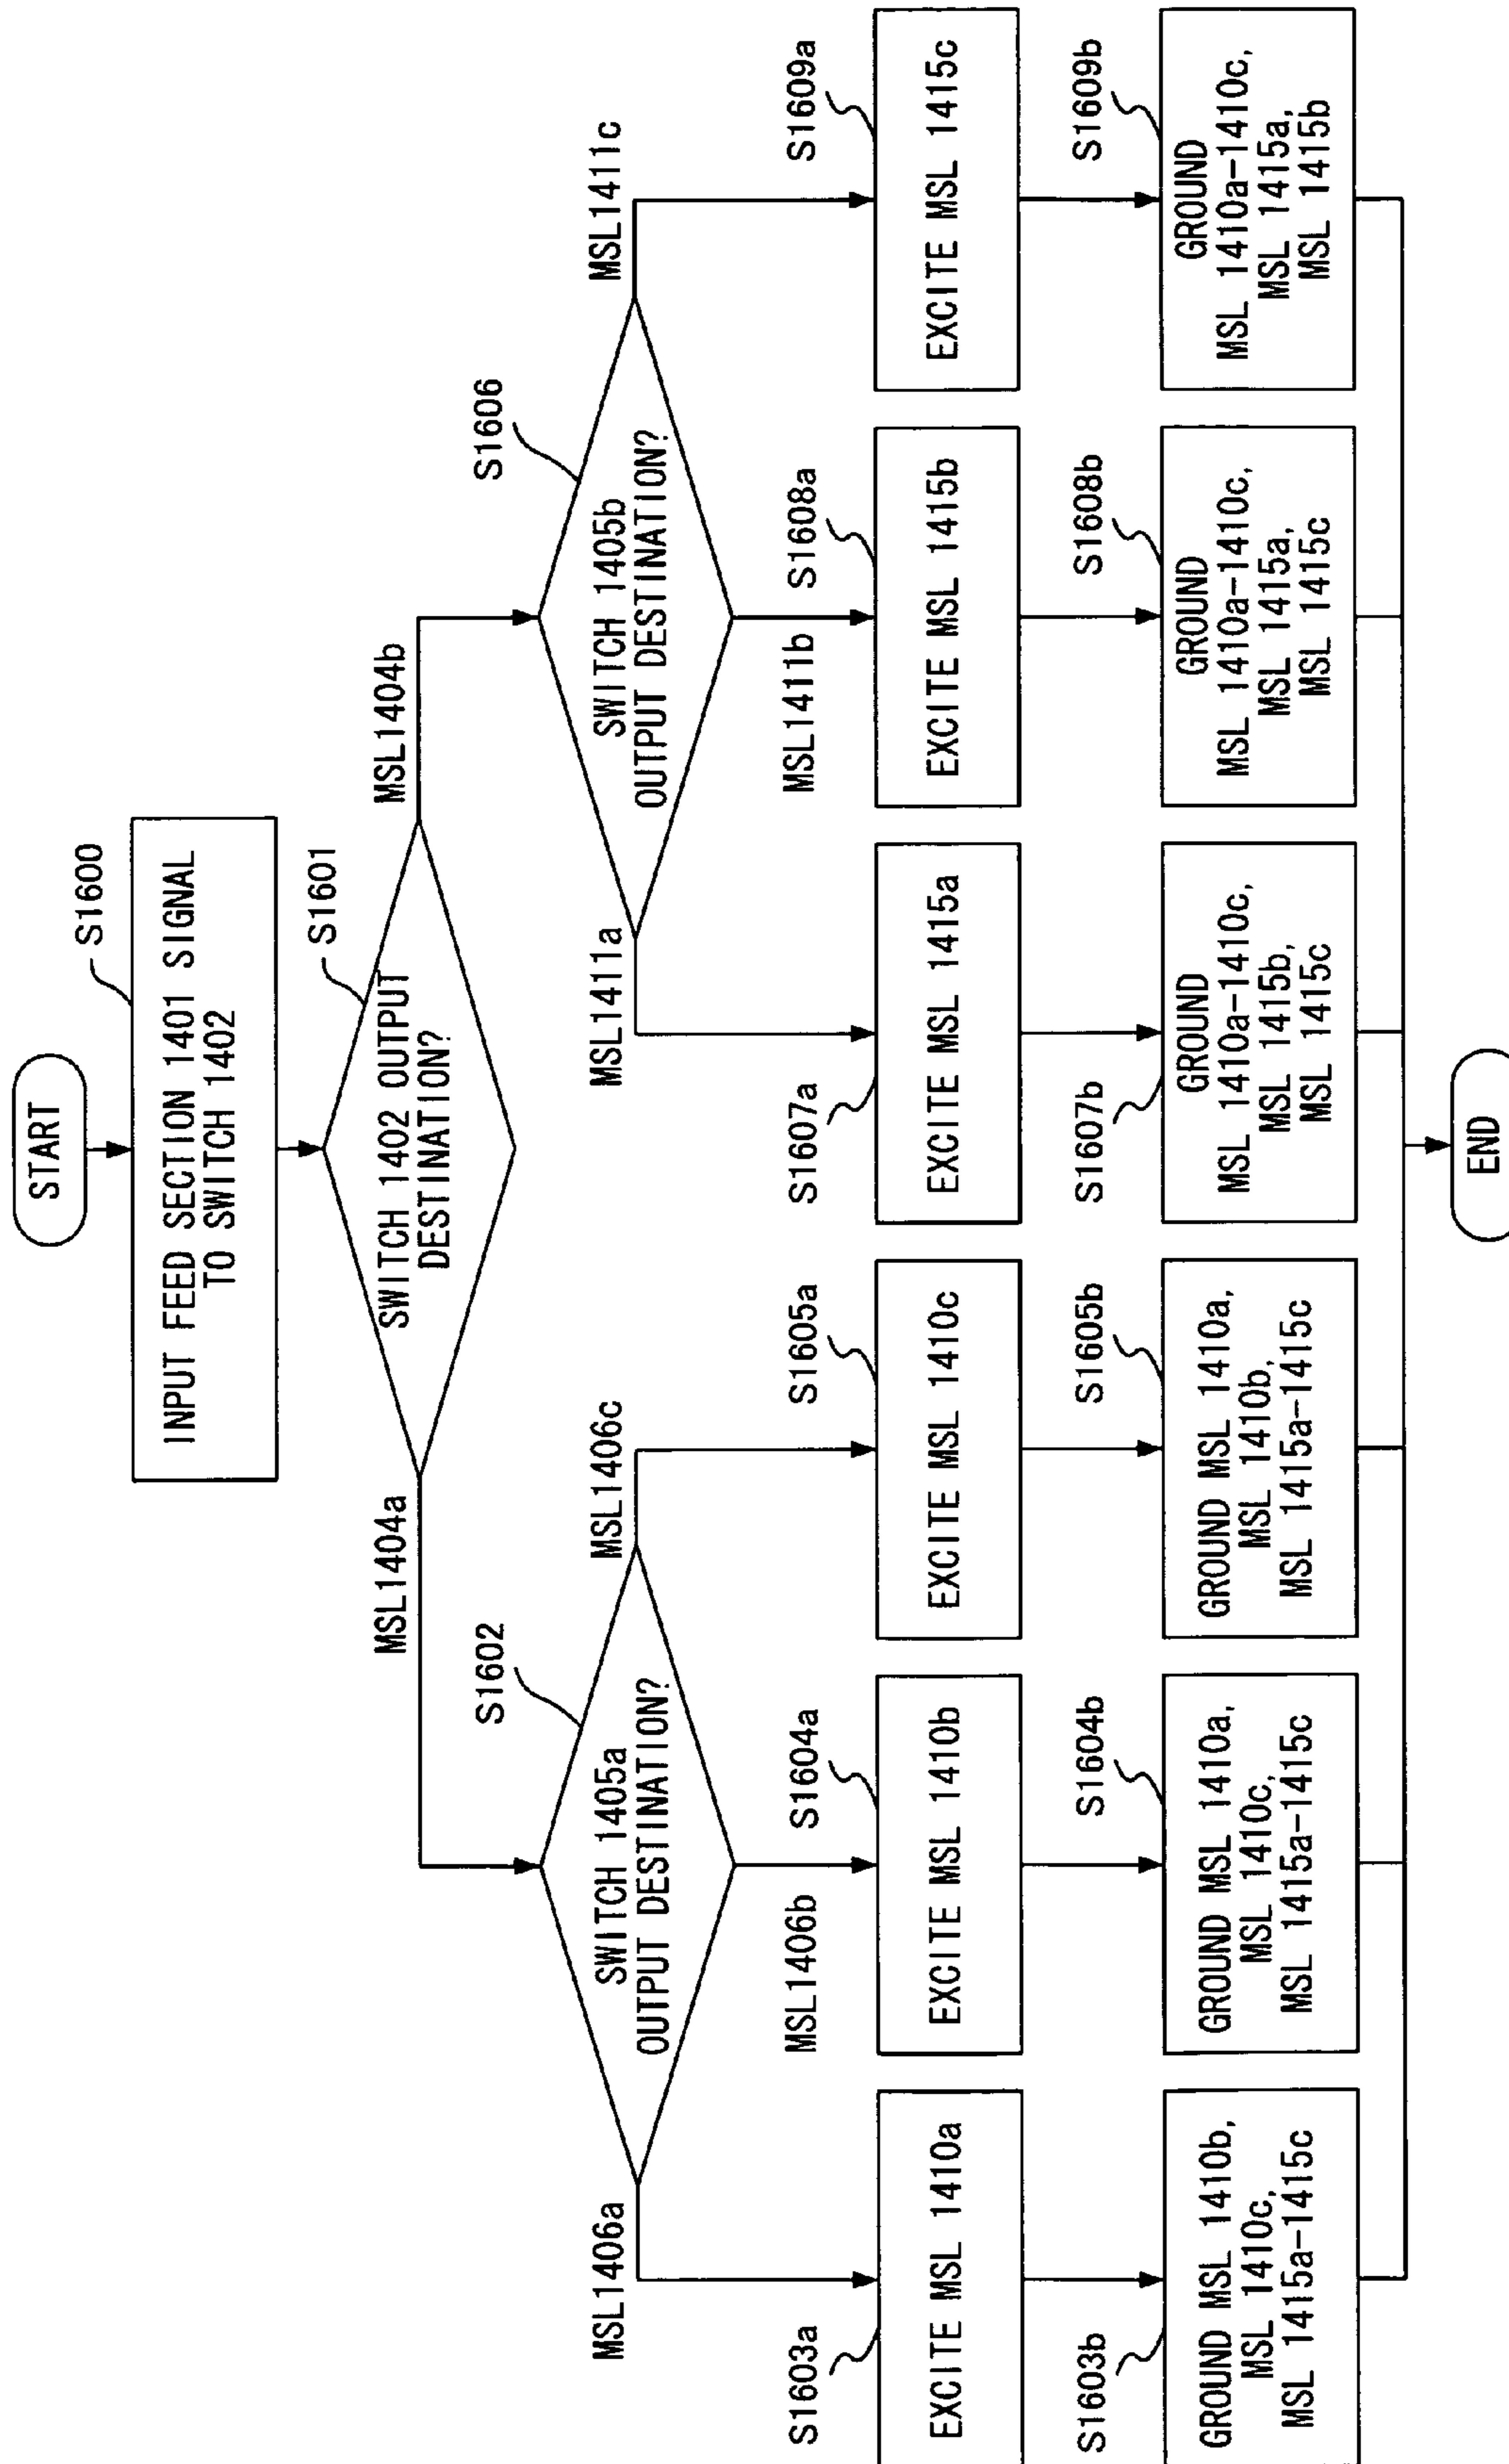 START
S1600
INPUT FEED SECTION 1401 SIGNAL
TO SWITCH 1402
S1601
SWITCH 1402 OUTPUT
DESTINATION?
MSL1404a
MSL1404b
S1602
SWITCH 1405a
OUTPUT DESTINATION?
MSL1406a
MSL1406b
MSL1406c
S1606
SWITCH 1405b
OUTPUT DESTINATION?
MSL1411a
MSL1411b
MSL1411c
S1603a
EXCITE MSL 1410a
S1604a
EXCITE MSL 1410b
S1605a
EXCITE MSL 1410c
S1607a
EXCITE MSL 1415a
S1608a
EXCITE MSL 1415b
S1609a
EXCITE MSL 1415c
S1603b
GROUND MSL 1410b,
MSL 1410c,
MSL 1415a-1415c
S1604b
GROUND MSL 1410a,
MSL 1410c,
MSL 1415a-1415c
S1605b
GROUND MSL 1410a,
MSL 1410b,
MSL 1415a-1415c
S1607b
GROUND
MSL 1410a-1410c,
MSL 1415b,
MSL 1415c
S1608b
GROUND
MSL 1410a-1410c,
MSL 1415a,
MSL 1415c
S1609b
GROUND
MSL 1410a-1410c,
MSL 1415a,
MSL 1415b
END